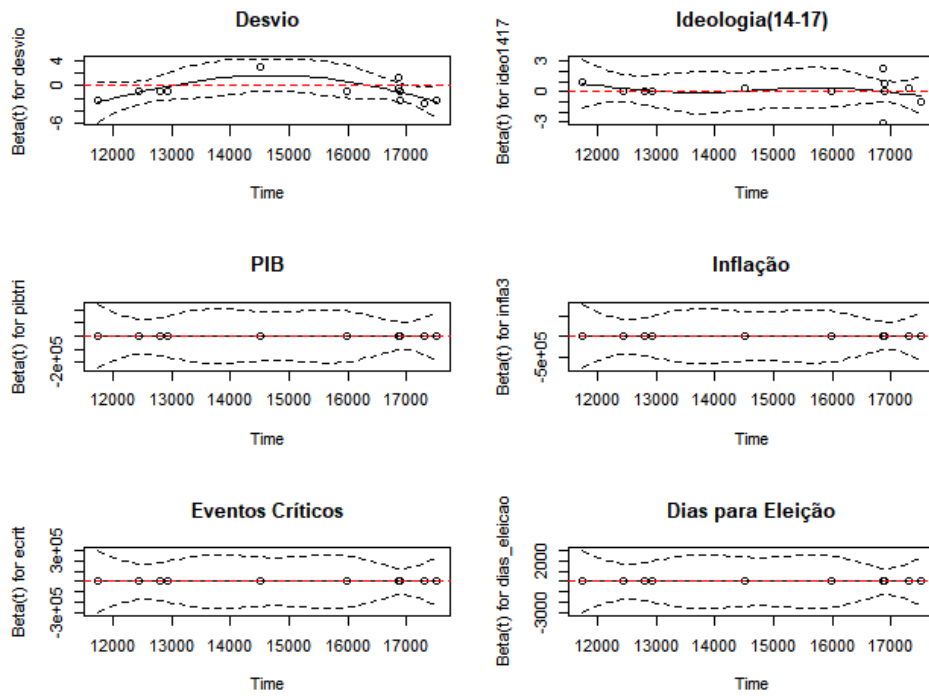 Desvio
Beta(t) for desvio
4
0
-6
12000 13000 14000 15000 16000 17000
Time
Ideologia(14-17)
Beta(t) for ideo1417
3
0
-3
12000 13000 14000 15000 16000 17000
Time
PIB
Beta(t) for pibtri
-2e+05
12000 13000 14000 15000 16000 17000
Time
Inflação
Beta(t) for infla3
-5e+05
12000 13000 14000 15000 16000 17000
Time
Eventos Críticos
Beta(t) for ecrit
3e+05
-3e+05
12000 13000 14000 15000 16000 17000
Time
Dias para Eleição
Beta(t) for dias_eleicao
2000
-3000
12000 13000 14000 15000 16000 17000
Time